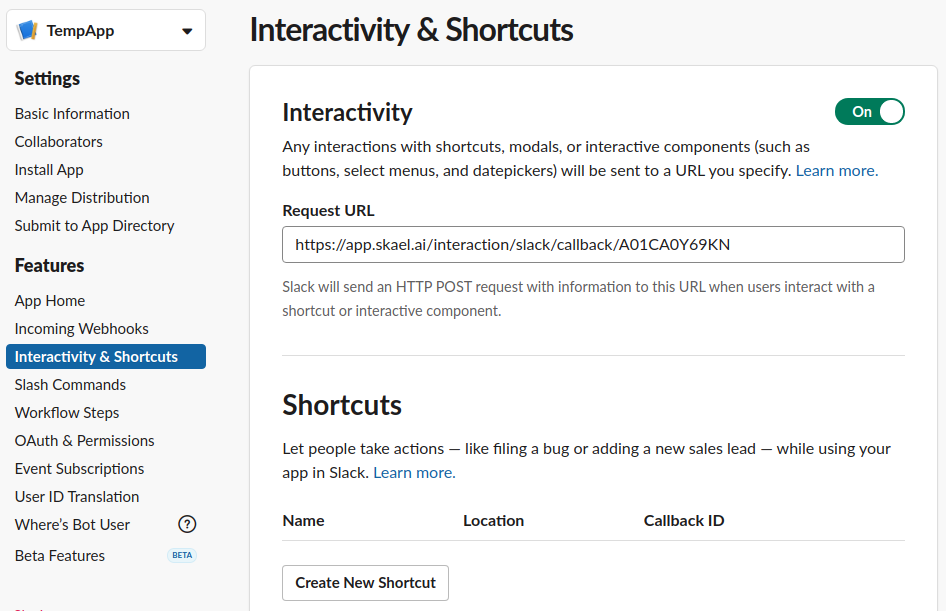 TempApp
Interactivity & Shortcuts
Settings
Basic Information
Collaborators
Install App
Manage Distribution
Submit to App Directory
Features
App Home
Incoming Webhooks
Interactivity & Shortcuts
Slash Commands
Workflow Steps
OAuth & Permissions
Event Subscriptions
User ID Translation
Where's Bot User ?
Beta Features BETA
Interactivity
On
Any interactions with shortcuts, modals, or interactive components (such as
buttons, select menus, and datepickers) will be sent to a URL you specify. Learn more.
Request URL
https://app.skael.ai/interaction/slack/callback/A01CA0Y69KN
Slack will send an HTTP POST request with information to this URL when users interact with a
shortcut or interactive component.
Shortcuts
Let people take actions — like filing a bug or adding a new sales lead — while using your
app in Slack. Learn more.
Name Location Callback ID
Create New Shortcut